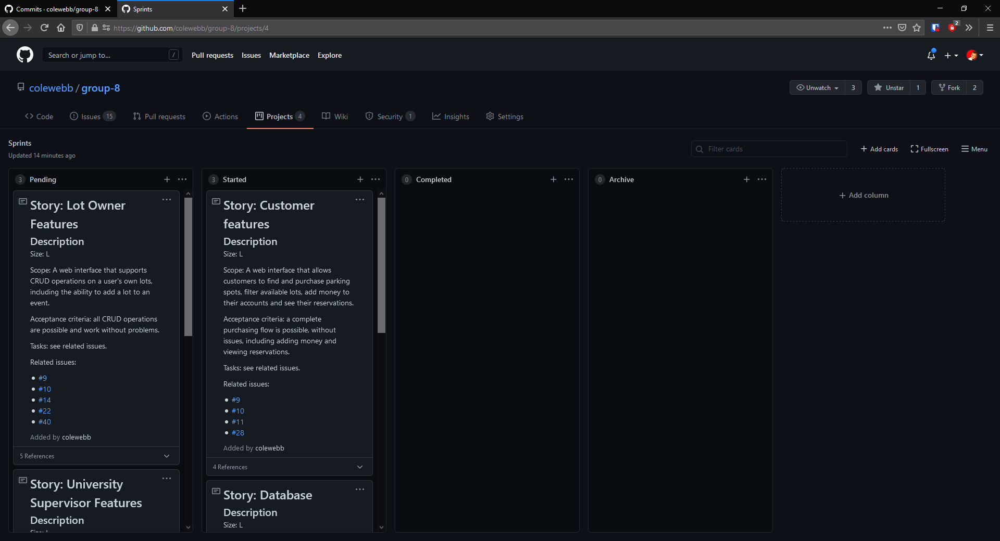 Commits · colewebb/group-8
Sprints
https://github.com/colewebb/group-8/projects/4
2
Search or jump to...
/
Pull requests
Issues
Marketplace
Explore
colewebb / group-8
Unwatch
3
Unstar
1
Fork
2
Code
Issues 15
Pull requests
Actions
Projects 4
Wiki
Security 1
Insights
Settings
Sprints
Updated 14 minutes ago
Filter cards
Add cards
Fullscreen
Menu
3 Pending
Story: Lot Owner
Features
Description
Size: L
Scope: A web interface that supports
CRUD operations on a user's own lots,
including the ability to add a lot to an
event.
Acceptance criteria: all CRUD operations
are possible and work without problems.
Tasks: see related issues.
Related issues:
#9
#10
#14
#22
#40
Added by colewebb
5 References
Story: University
Supervisor Features
Description
Size: L
3 Started
Story: Customer
features
Description
Size: L
Scope: A web interface that allows
customers to find and purchase parking
spots, filter available lots, add money to
their accounts and see their reservations.
Acceptance criteria: a complete
purchasing flow is possible, without
issues, including adding money and
viewing reservations.
Tasks: see related issues.
Related issues:
#9
#10
#11
#28
Added by colewebb
4 References
Story: Database
Description
Size: L
0 Completed
0 Archive
Add column